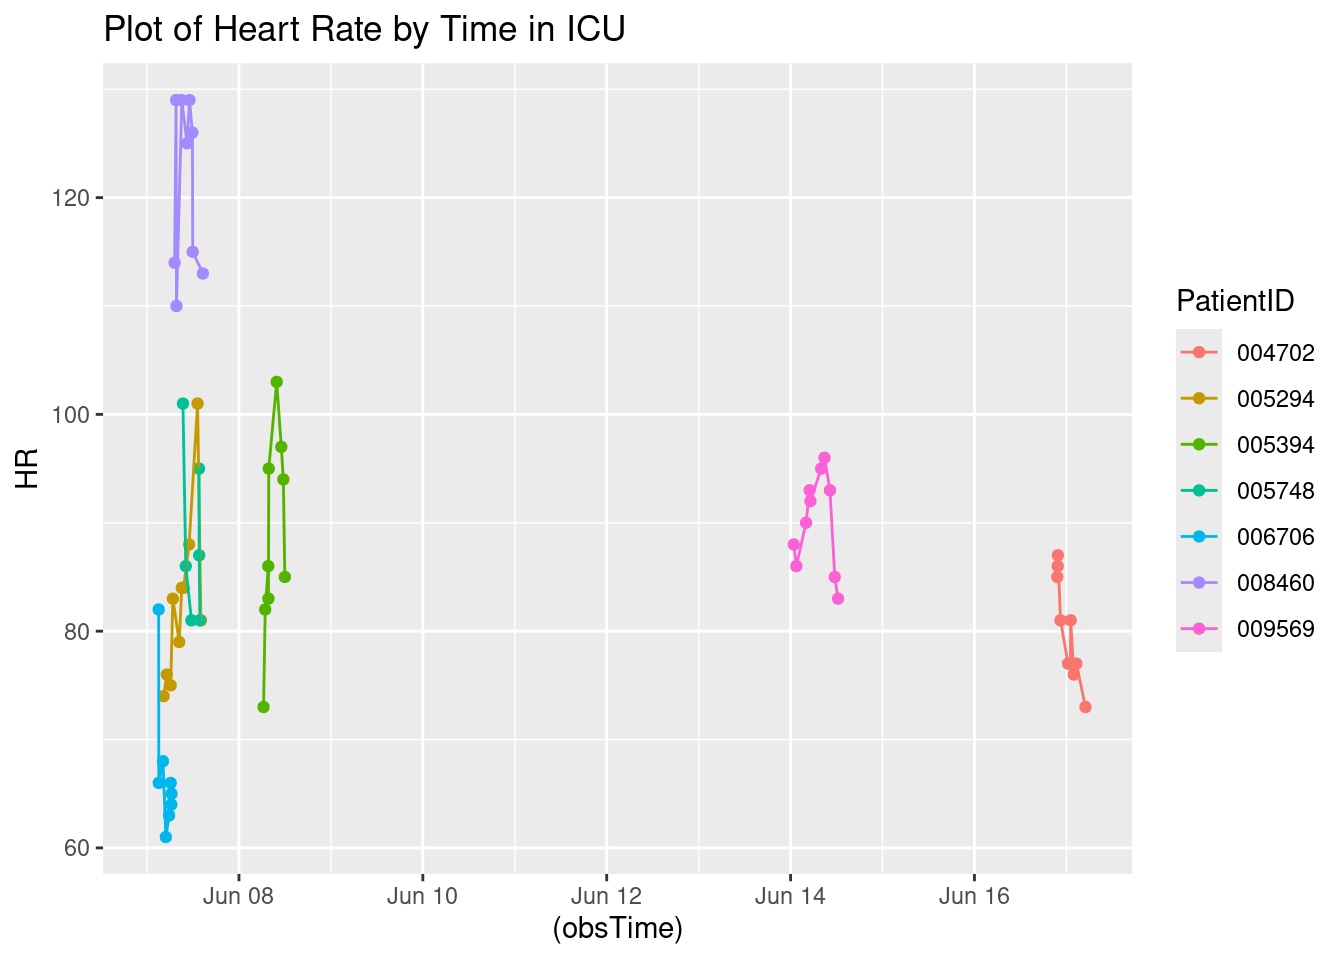 Plot of Heart Rate by Time in ICU
120
100
80
60
HR
Jun 08
Jun 10
Jun 12
Jun 14
Jun 16
(obsTime)
PatientID
004702
005294
005394
005748
006706
008460
009569